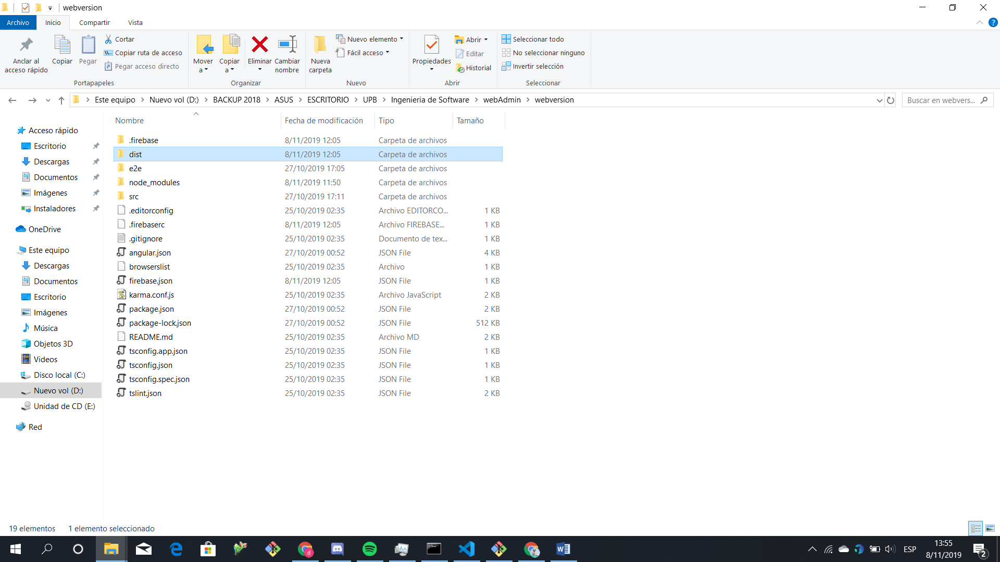 webversion
Archivo Inicio Compartir Vista
Anclar al acceso rápido
Copiar
Pegar
Cortar
Copiar ruta de acceso
Pegar acceso directo
Portapapeles
Mover a
Copiar a
Eliminar
Cambiar nombre
Organizar
Nueva carpeta
Nuevo elemento
Fácil acceso
Nuevo
Propiedades
Abrir
Editar
Historial
Abrir
Seleccionar todo
No seleccionar ninguno
Invertir selección
Seleccionar
Este equipo > Nuevo vol (D:) > BACKUP 2018 > ASUS > ESCRITORIO > UPB > Ingenieria de Software > webAdmin > webversion
Buscar en webvers...
Acceso rápido
Escritorio
Descargas
Documentos
Imágenes
Instaladores
OneDrive
Este equipo
Descargas
Documentos
Escritorio
Imágenes
Música
Objetos 3D
Videos
Disco local (C:)
Nuevo vol (D:)
Unidad de CD (E:)
Red
Nombre Fecha de modificación Tipo Tamaño
.firebase 8/11/2019 12:05 Carpeta de archivos
dist 8/11/2019 12:05 Carpeta de archivos
e2e 27/10/2019 17:05 Carpeta de archivos
node_modules 8/11/2019 11:50 Carpeta de archivos
src 27/10/2019 17:11 Carpeta de archivos
.editorconfig 25/10/2019 02:35 Archivo EDITORCO... 1 KB
.firebaserc 8/11/2019 12:05 Archivo FIREBASE... 1 KB
.gitignore 25/10/2019 02:35 Documento de tex... 1 KB
angular.json 27/10/2019 00:52 JSON File 4 KB
browserslist 25/10/2019 02:35 Archivo 1 KB
firebase.json 8/11/2019 12:05 JSON File 1 KB
karma.conf.js 25/10/2019 02:35 Archivo JavaScript 2 KB
package.json 27/10/2019 00:52 JSON File 2 KB
package-lock.json 27/10/2019 00:52 JSON File 512 KB
README.md 25/10/2019 02:35 Archivo MD 2 KB
tsconfig.app.json 25/10/2019 02:35 JSON File 1 KB
tsconfig.json 25/10/2019 02:35 JSON File 1 KB
tsconfig.spec.json 25/10/2019 02:35 JSON File 1 KB
tslint.json 25/10/2019 02:35 JSON File 2 KB
19 elementos 1 elemento seleccionado
ESP
13:55
8/11/2019
2